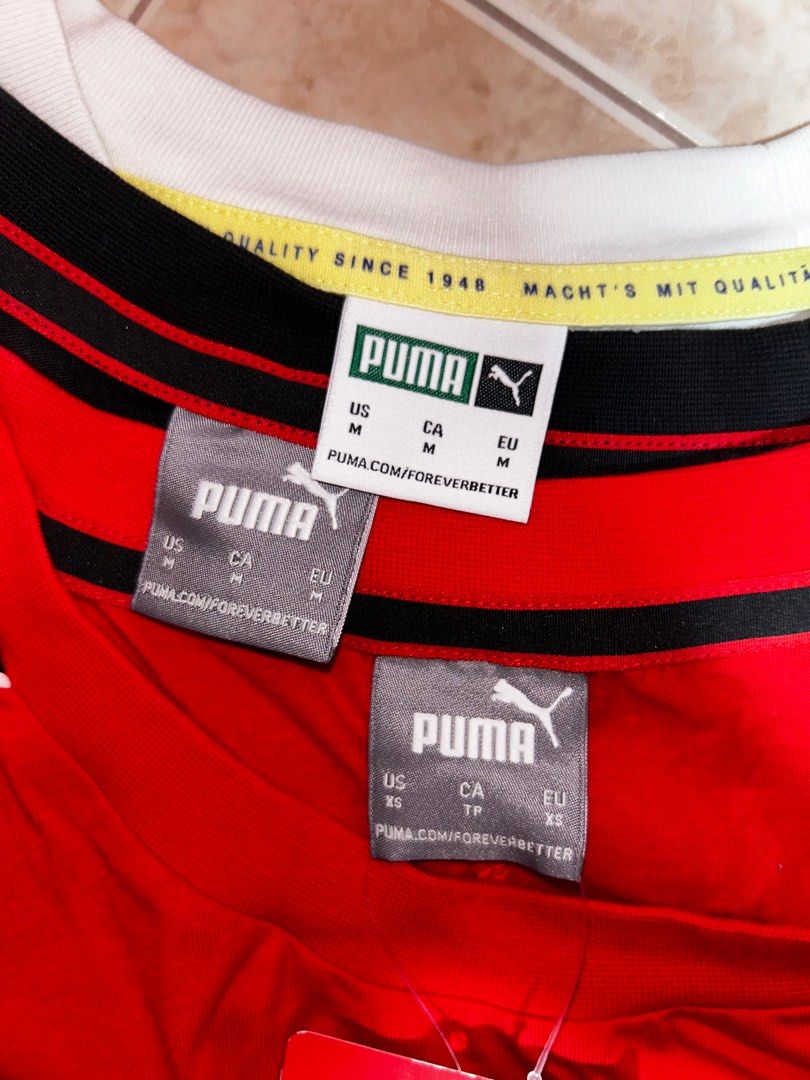 QUALITY SINCE 1948 MACHT'S MIT QUALITÄ
PUMA
US CA EU
M M M
PUMA.COM/FOREVERBETTER
PUMA
US CA EU
M M M
PUMA.COM/FOREVERBETTER
PUMA
US CA EU
XS TP XS
PUMA.COM/FOREVERBETTER